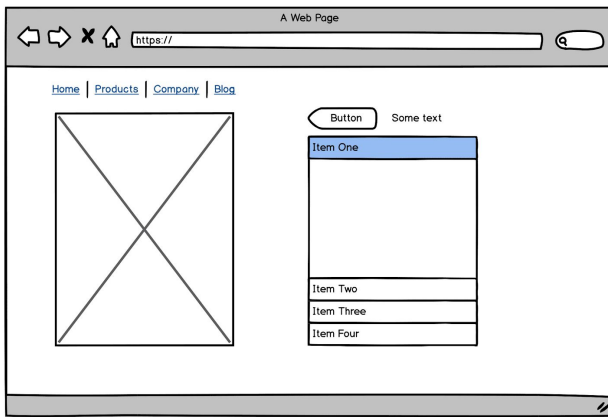 A Web Page
https://
Home Products Company Blog
Button Some text
Item One
Item Two
Item Three
Item Four